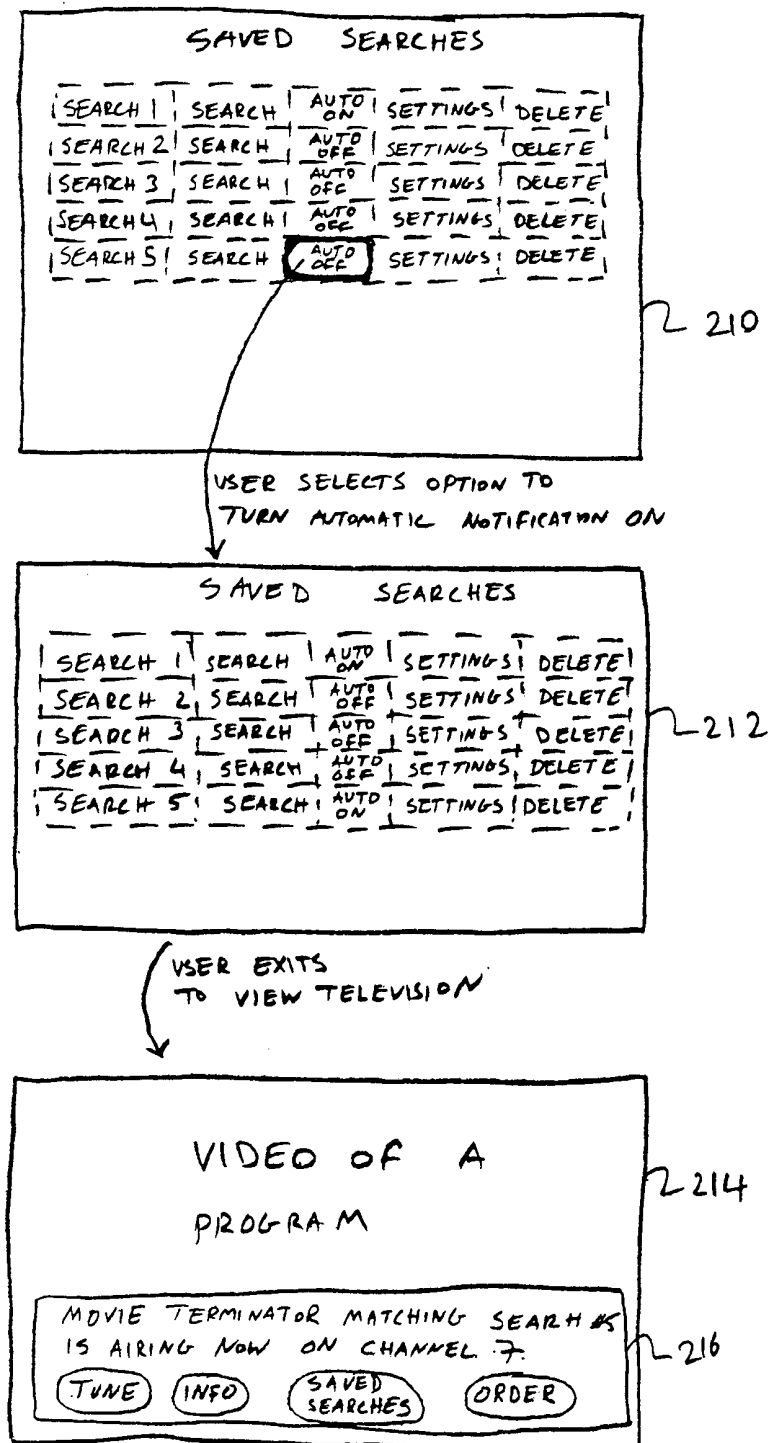 SAVED SEARCHES
SEARCH 1 SEARCH AUTO ON SETTINGS DELETE
SEARCH 2 SEARCH AUTO OFF SETTINGS DELETE
SEARCH 3 SEARCH AUTO OFF SETTINGS DELETE
SEARCH 4 SEARCH AUTO OFF SETTINGS DELETE
SEARCH 5 SEARCH AUTO OFF SETTINGS DELETE
210
USER SELECTS OPTION TO
TURN AUTOMATIC NOTIFICATION ON
SAVED SEARCHES
SEARCH 1 SEARCH AUTO ON SETTINGS DELETE
SEARCH 2 SEARCH AUTO OFF SETTINGS DELETE
SEARCH 3 SEARCH AUTO OFF SETTINGS DELETE
SEARCH 4 SEARCH AUTO OFF SETTINGS DELETE
SEARCH 5 SEARCH AUTO ON SETTINGS DELETE
212
USER EXITS
TO VIEW TELEVISION
VIDEO OF A
PROGRAM
214
MOVIE TERMINATOR MATCHING SEARH #5
IS AIRING NOW ON CHANNEL 7.
216
TUNE INFO SAVED SEARCHES ORDER